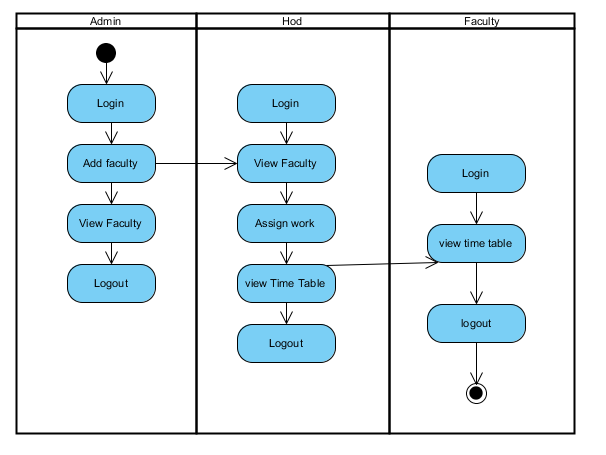 Admin
Hod
Faculty
Login
Add faculty
View Faculty
Logout
Login
View Faculty
Assign work
view Time Table
Logout
Login
view time table
logout